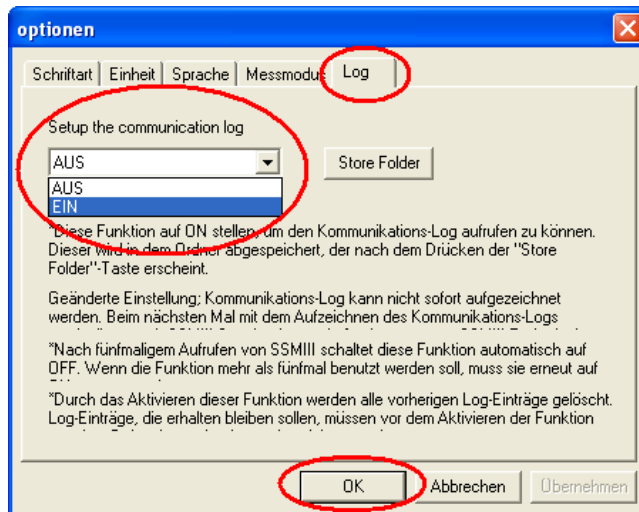 optionen
Schriftart Einheit Sprache Messmodus Log
Setup the communication log
AUS
Store Folder
AUS
EIN
*Diese Funktion auf ON stellen, um den Kommunikations-Log aufrufen zu können.
Dieser wird in dem Ordner abgespeichert, der nach dem Drücken der "Store
Folder"-Taste erscheint.
Geänderte Einstellung; Kommunikations-Log kann nicht sofort aufgezeichnet
werden. Beim nächsten Mal mit dem Aufzeichnen des Kommunikations-Logs
*Nach fünfmaligem Aufrufen von SSMIII schaltet diese Funktion automatisch auf
OFF. Wenn die Funktion mehr als fünfmal benutzt werden soll, muss sie erneut auf
*Durch das Aktivieren dieser Funktion werden alle vorherigen Log-Einträge gelöscht.
Log-Einträge, die erhalten bleiben sollen, müssen vor dem Aktivieren der Funktion
OK Abbrechen Übernehmen